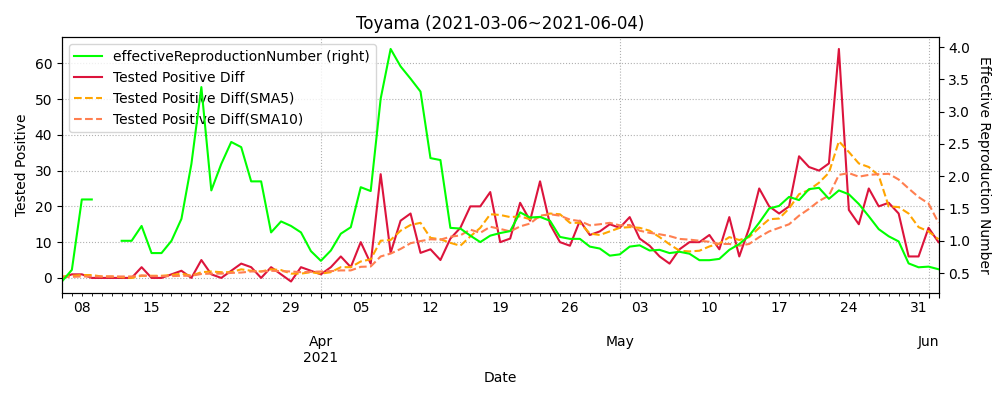 Toyama (2021-03-06~2021-06-04)
effectiveReproductionNumber (right)
Tested Positive Diff
Tested Positive Diff(SMA5)
Tested Positive Diff(SMA10)
Tested Positive
60
50
40
30
20
10
0
4.0
3.5
3.0
2.5
2.0
1.5
1.0
0.5
Effective Reproduction Number
08 15 22 29 05 12 19 26 03 10 17 24 31
Apr May Jun
2021
Date